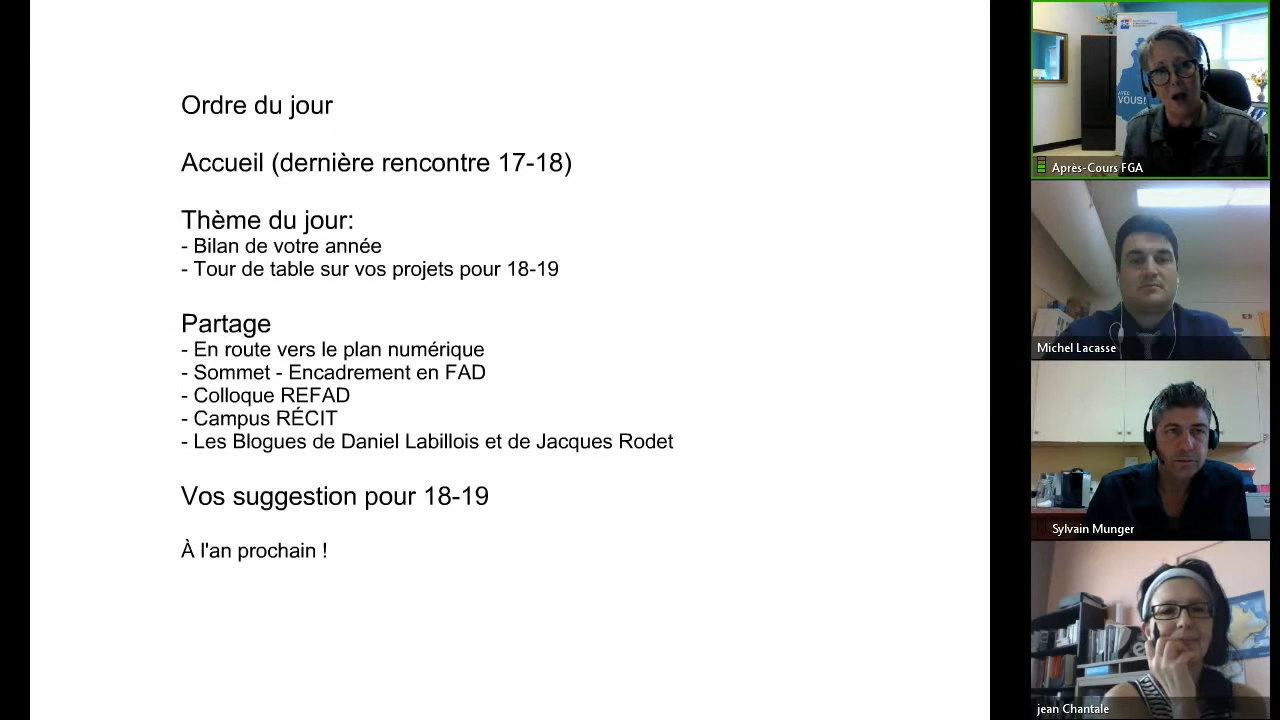 Ordre du jour
Accueil (dernière rencontre 17-18)
Thème du jour:
- Bilan de votre année
- Tour de table sur vos projets pour 18-19
Partage
- En route vers le plan numérique
- Sommet - Encadrement en FAD
- Colloque REFAD
- Campus RÉCIT
- Les Blogues de Daniel Labillois et de Jacques Rodet
Vos suggestion pour 18-19
À l'an prochain !
AVEC
VOUS!
Après-Cours FGA
Michel Lacasse
Sylvain Munger
jean Chantale